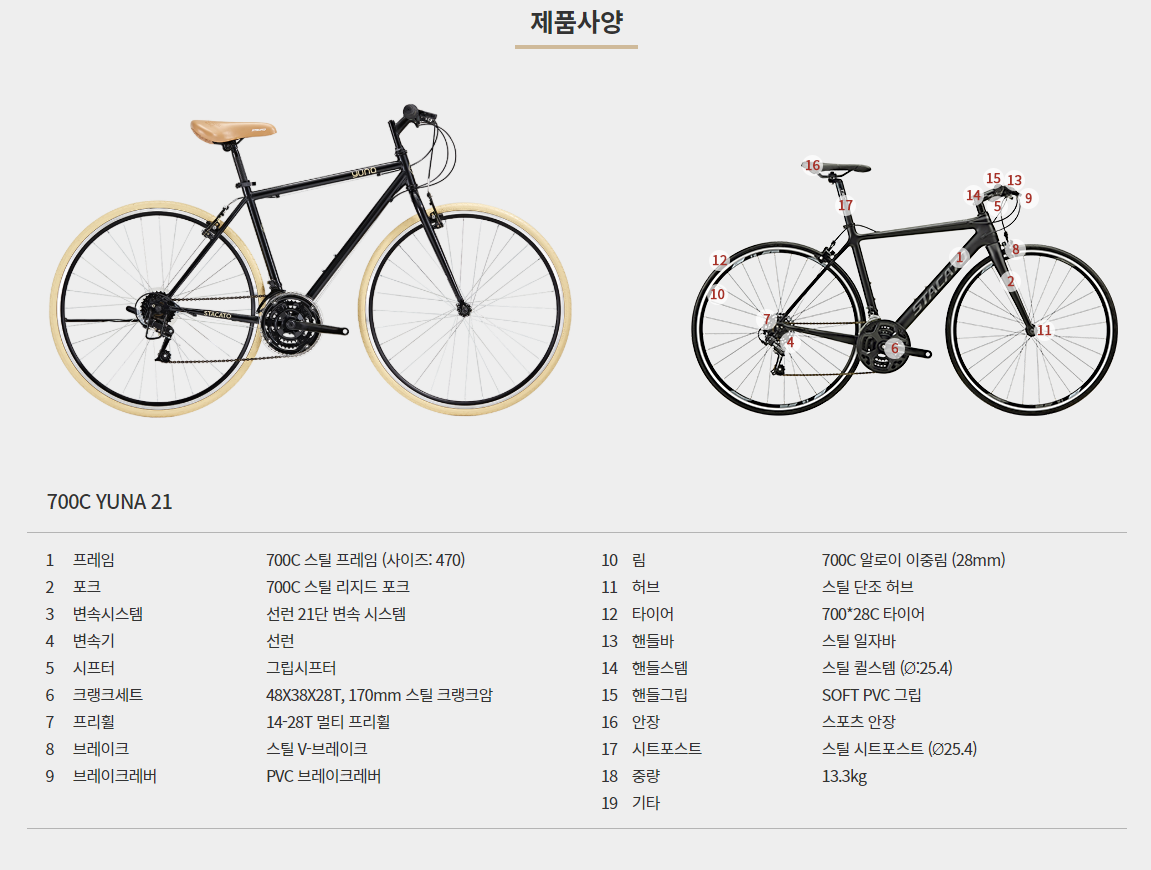 제품사양
yuna
STACATO
16
15
13
14
9
5
17
12
8
1
STACA
2
10
7
11
4
6
700C YUNA 21
1 프레임 700C 스틸 프레임 (사이즈: 470)
2 포크 700C 스틸 리지드 포크
3 변속시스템 선런 21단 변속 시스템
4 변속기 선런
5 시프터 그립시프터
6 크랭크세트 48X38X28T, 170mm 스틸 크랭크암
7 프리휠 14-28T 멀티 프리휠
8 브레이크 스틸 V-브레이크
9 브레이크레버 PVC 브레이크레버
10 림 700C 알로이 이중림 (28mm)
11 허브 스틸 단조 허브
12 타이어 700*28C 타이어
13 핸들바 스틸 일자바
14 핸들스템 스틸 퀼스템 (∅:25.4)
15 핸들그립 SOFT PVC 그립
16 안장 스포츠 안장
17 시트포스트 스틸 시트포스트 (∅25.4)
18 중량 13.3kg
19 기타